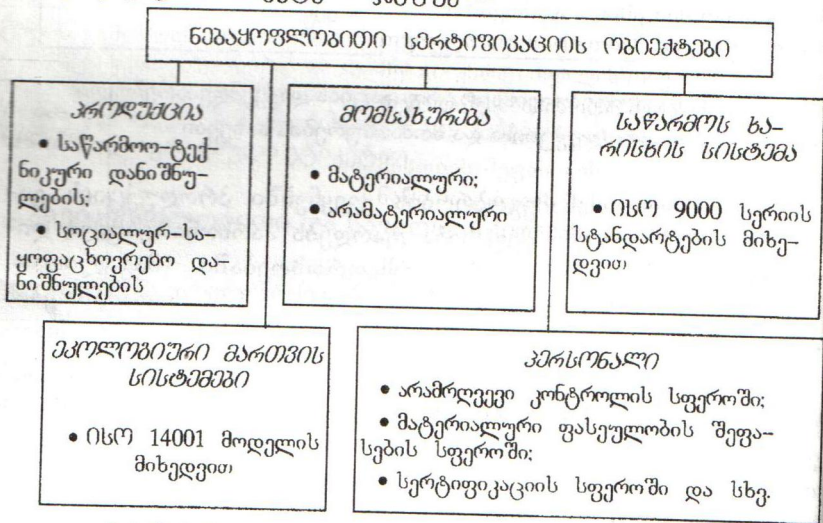 ნებაყოფლობითი სერტიფიკაციის ობიექტები
პროდუქცია
• საწარმოო-ტექ-
ნიკური დანიშნუ-
ლების;
• სოციალურ-სა-
ყოფაცხოვრებო და-
ნიშნულების
მომსახურება
• მატერიალური;
• არამატერიალური
საწარმოს ხა-
რისხის სისტემა
• ისო 9000 სერიის
სტანდარტების მიხე-
დვით
ეკოლოგიური მართვის
სისტემები
• ისო 14001 მოდელის
მიხედვით
პერსონალი
• არამრღვევი კონტროლის სფეროში;
• მატერიალური ფასეულობის შეფა-
სების სფეროში;
• სერტიფიკაციის სფეროში და სხვ.